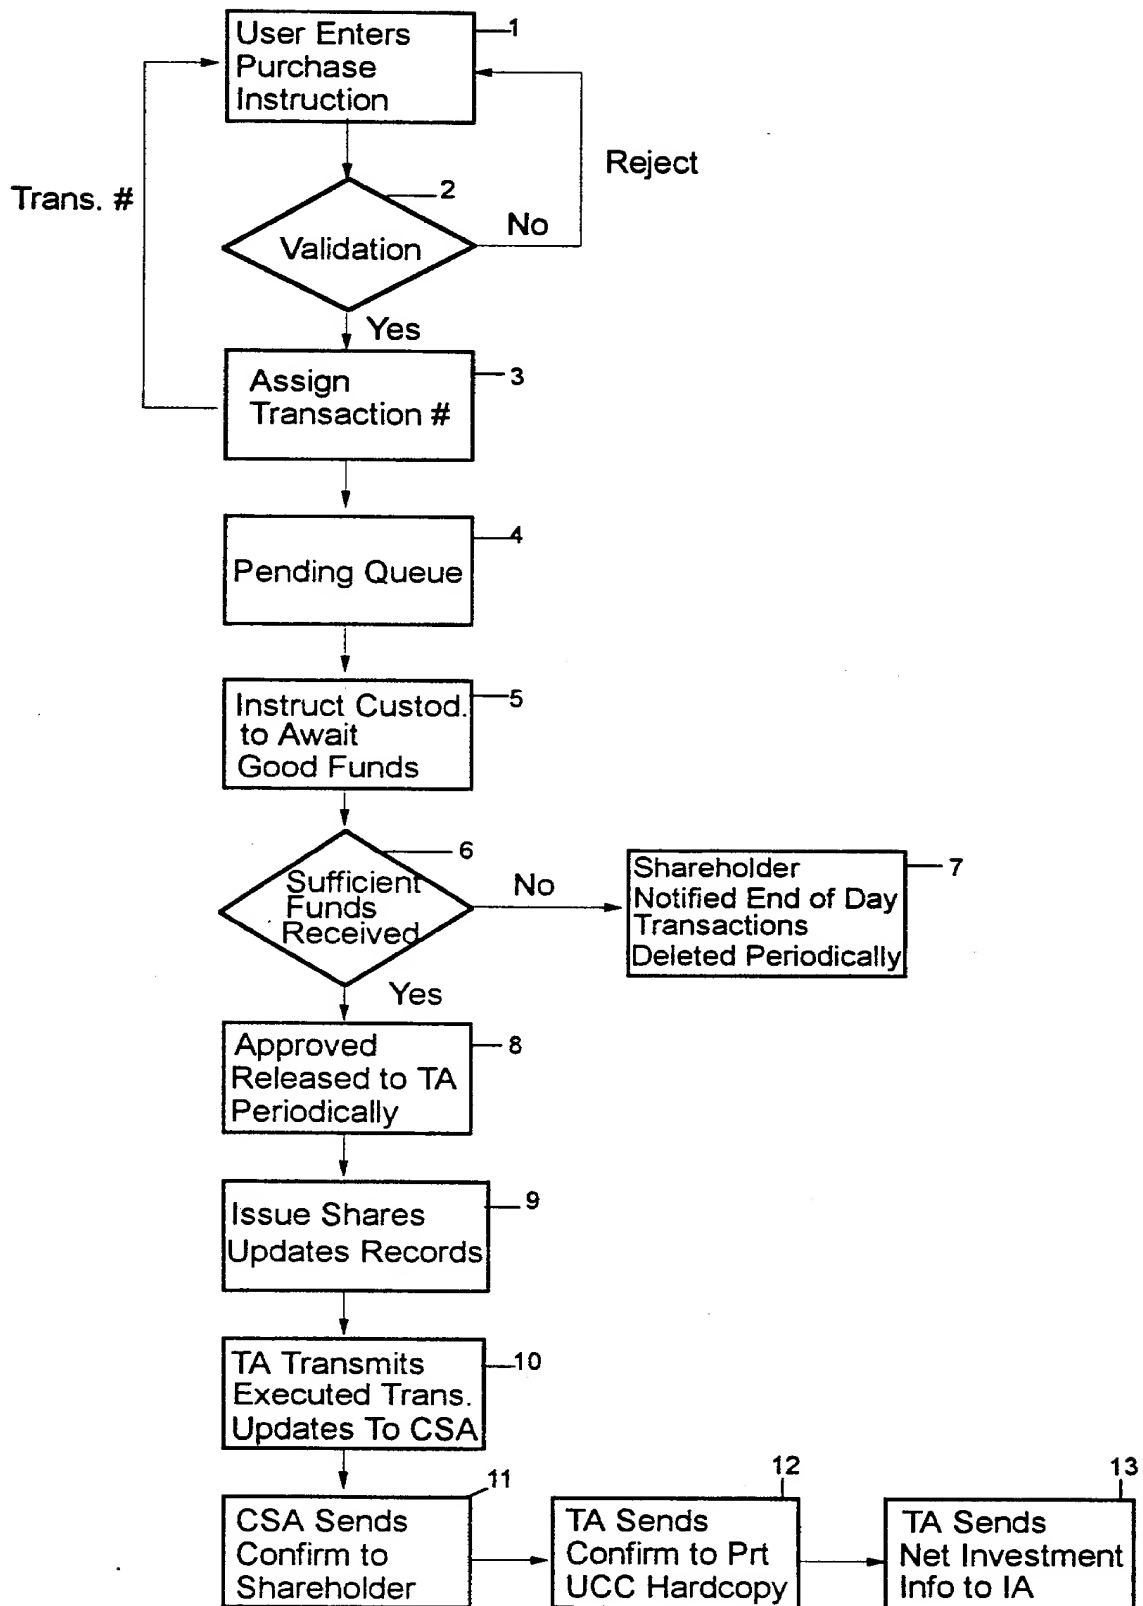 User Enters
Purchase
Instruction
1
Reject
Trans. #
2
Validation
No
Yes
Assign
Transaction #
3
Pending Queue
4
Instruct Custod.
to Await
Good Funds
5
Sufficient
Funds
Received
6
No
Shareholder
Notified End of Day
Transactions
Deleted Periodically
7
Yes
Approved
Released to TA
Periodically
8
Issue Shares
Updates Records
9
TA Transmits
Executed Trans.
Updates To CSA
10
CSA Sends
Confirm to
Shareholder
11
TA Sends
Confirm to Prt
UCC Hardcopy
12
TA Sends
Net Investment
Info to IA
13